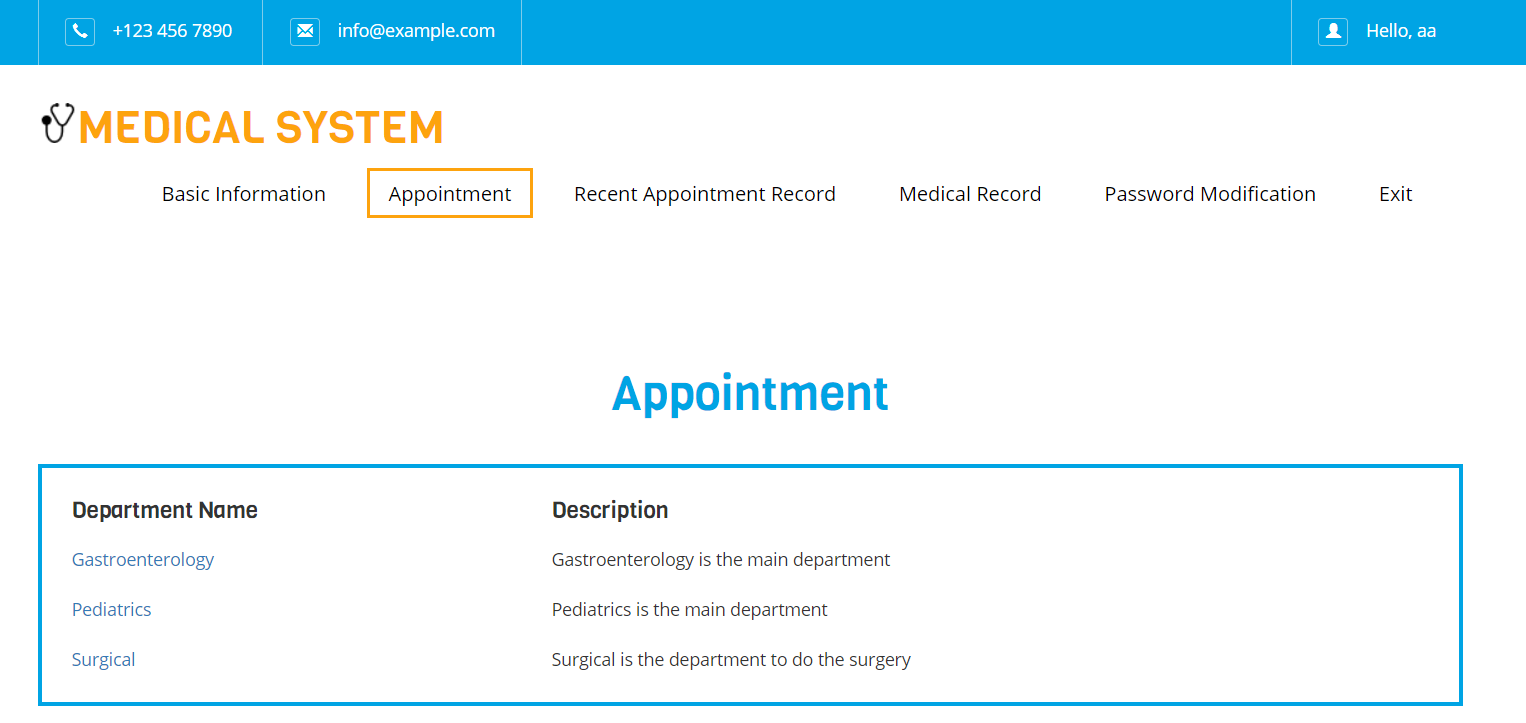 +123 456 7890 info@example.com Hello, aa
MEDICAL SYSTEM
Basic Information Appointment Recent Appointment Record Medical Record Password Modification Exit
Appointment
Department Name Description
Gastroenterology Gastroenterology is the main department
Pediatrics Pediatrics is the main department
Surgical Surgical is the department to do the surgery